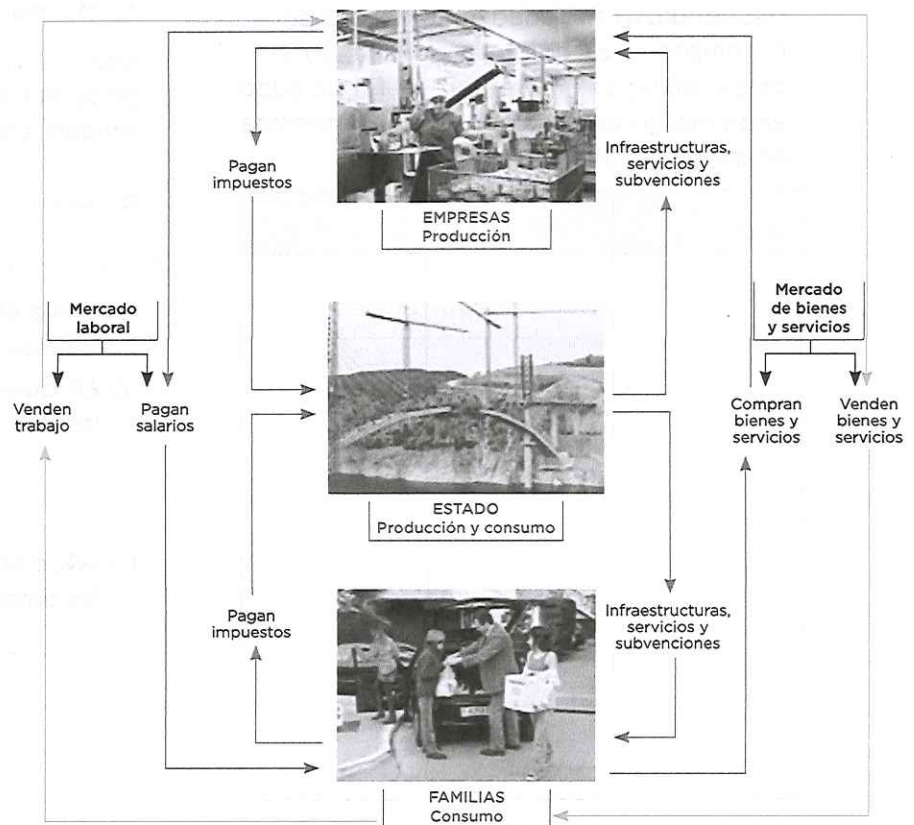 Pagan
impuestos
Infraestructuras,
servicios y
subvenciones
EMPRESAS
Producción
Mercado
laboral
Mercado
de bienes
y servicios
Venden
trabajo
Pagan
salarios
Compran
bienes y
servicios
Venden
bienes y
servicios
ESTADO
Producción y consumo
Pagan
impuestos
Infraestructuras,
servicios y
subvenciones
FAMILIAS
Consumo